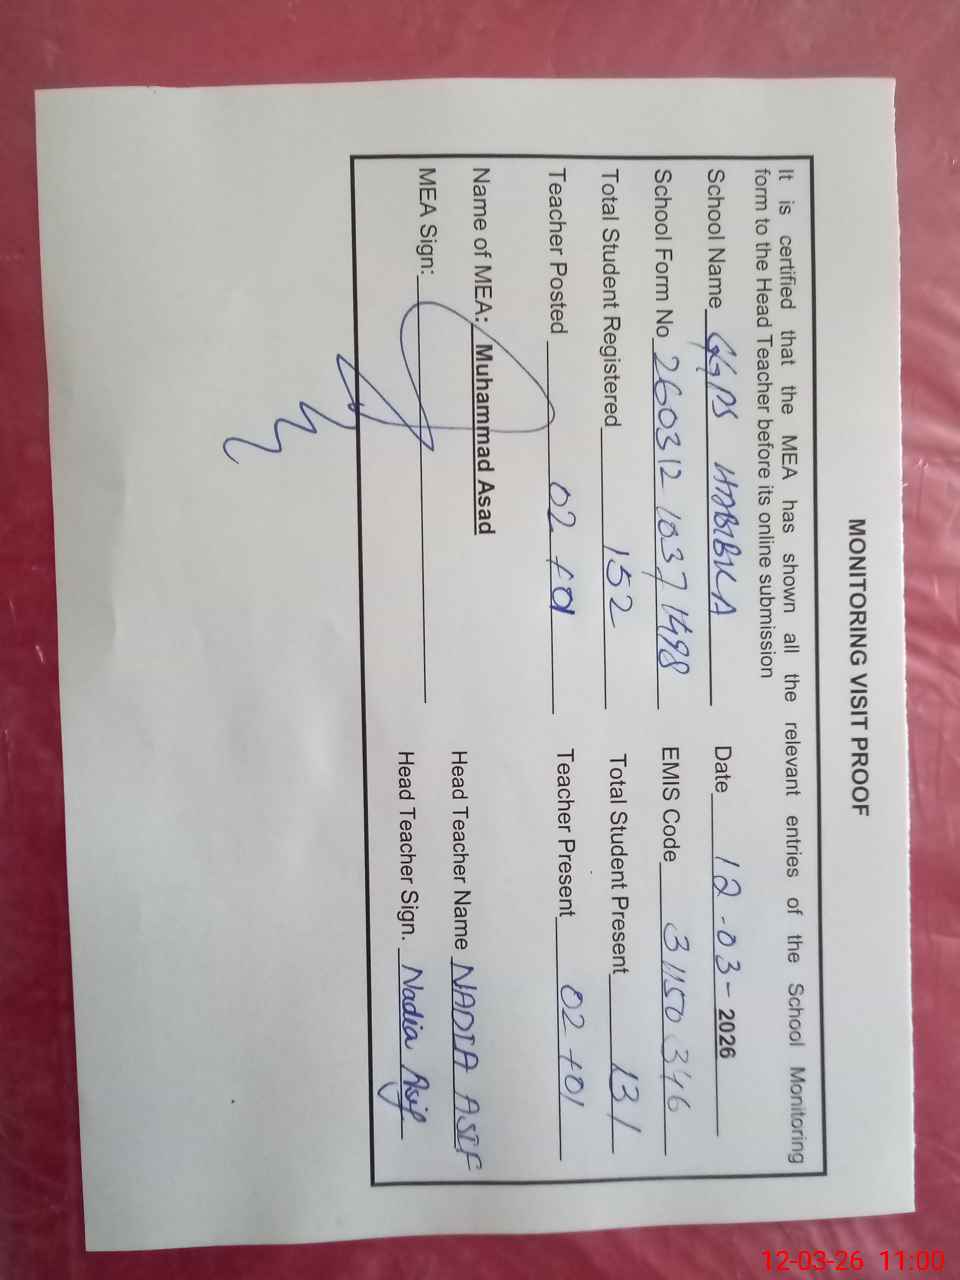 MONITORING VISIT PROOF
It is certified that the MEA has shown all the relevant entries of the School Monitoring
form to the Head Teacher before its online submission
School Name GGPS HABIBKA Date 12-03-2026
School Form No 260312 1037 1498 EMIS Code 31150346
Total Student Registered 152 Total Student Present 131
Teacher Posted 02 +01 Teacher Present 02 +01
Name of MEA: Muhammad Asad Head Teacher Name NADIA ASIF
MEA Sign: Head Teacher Sign. Nadia Asif
12-03-26 11:00